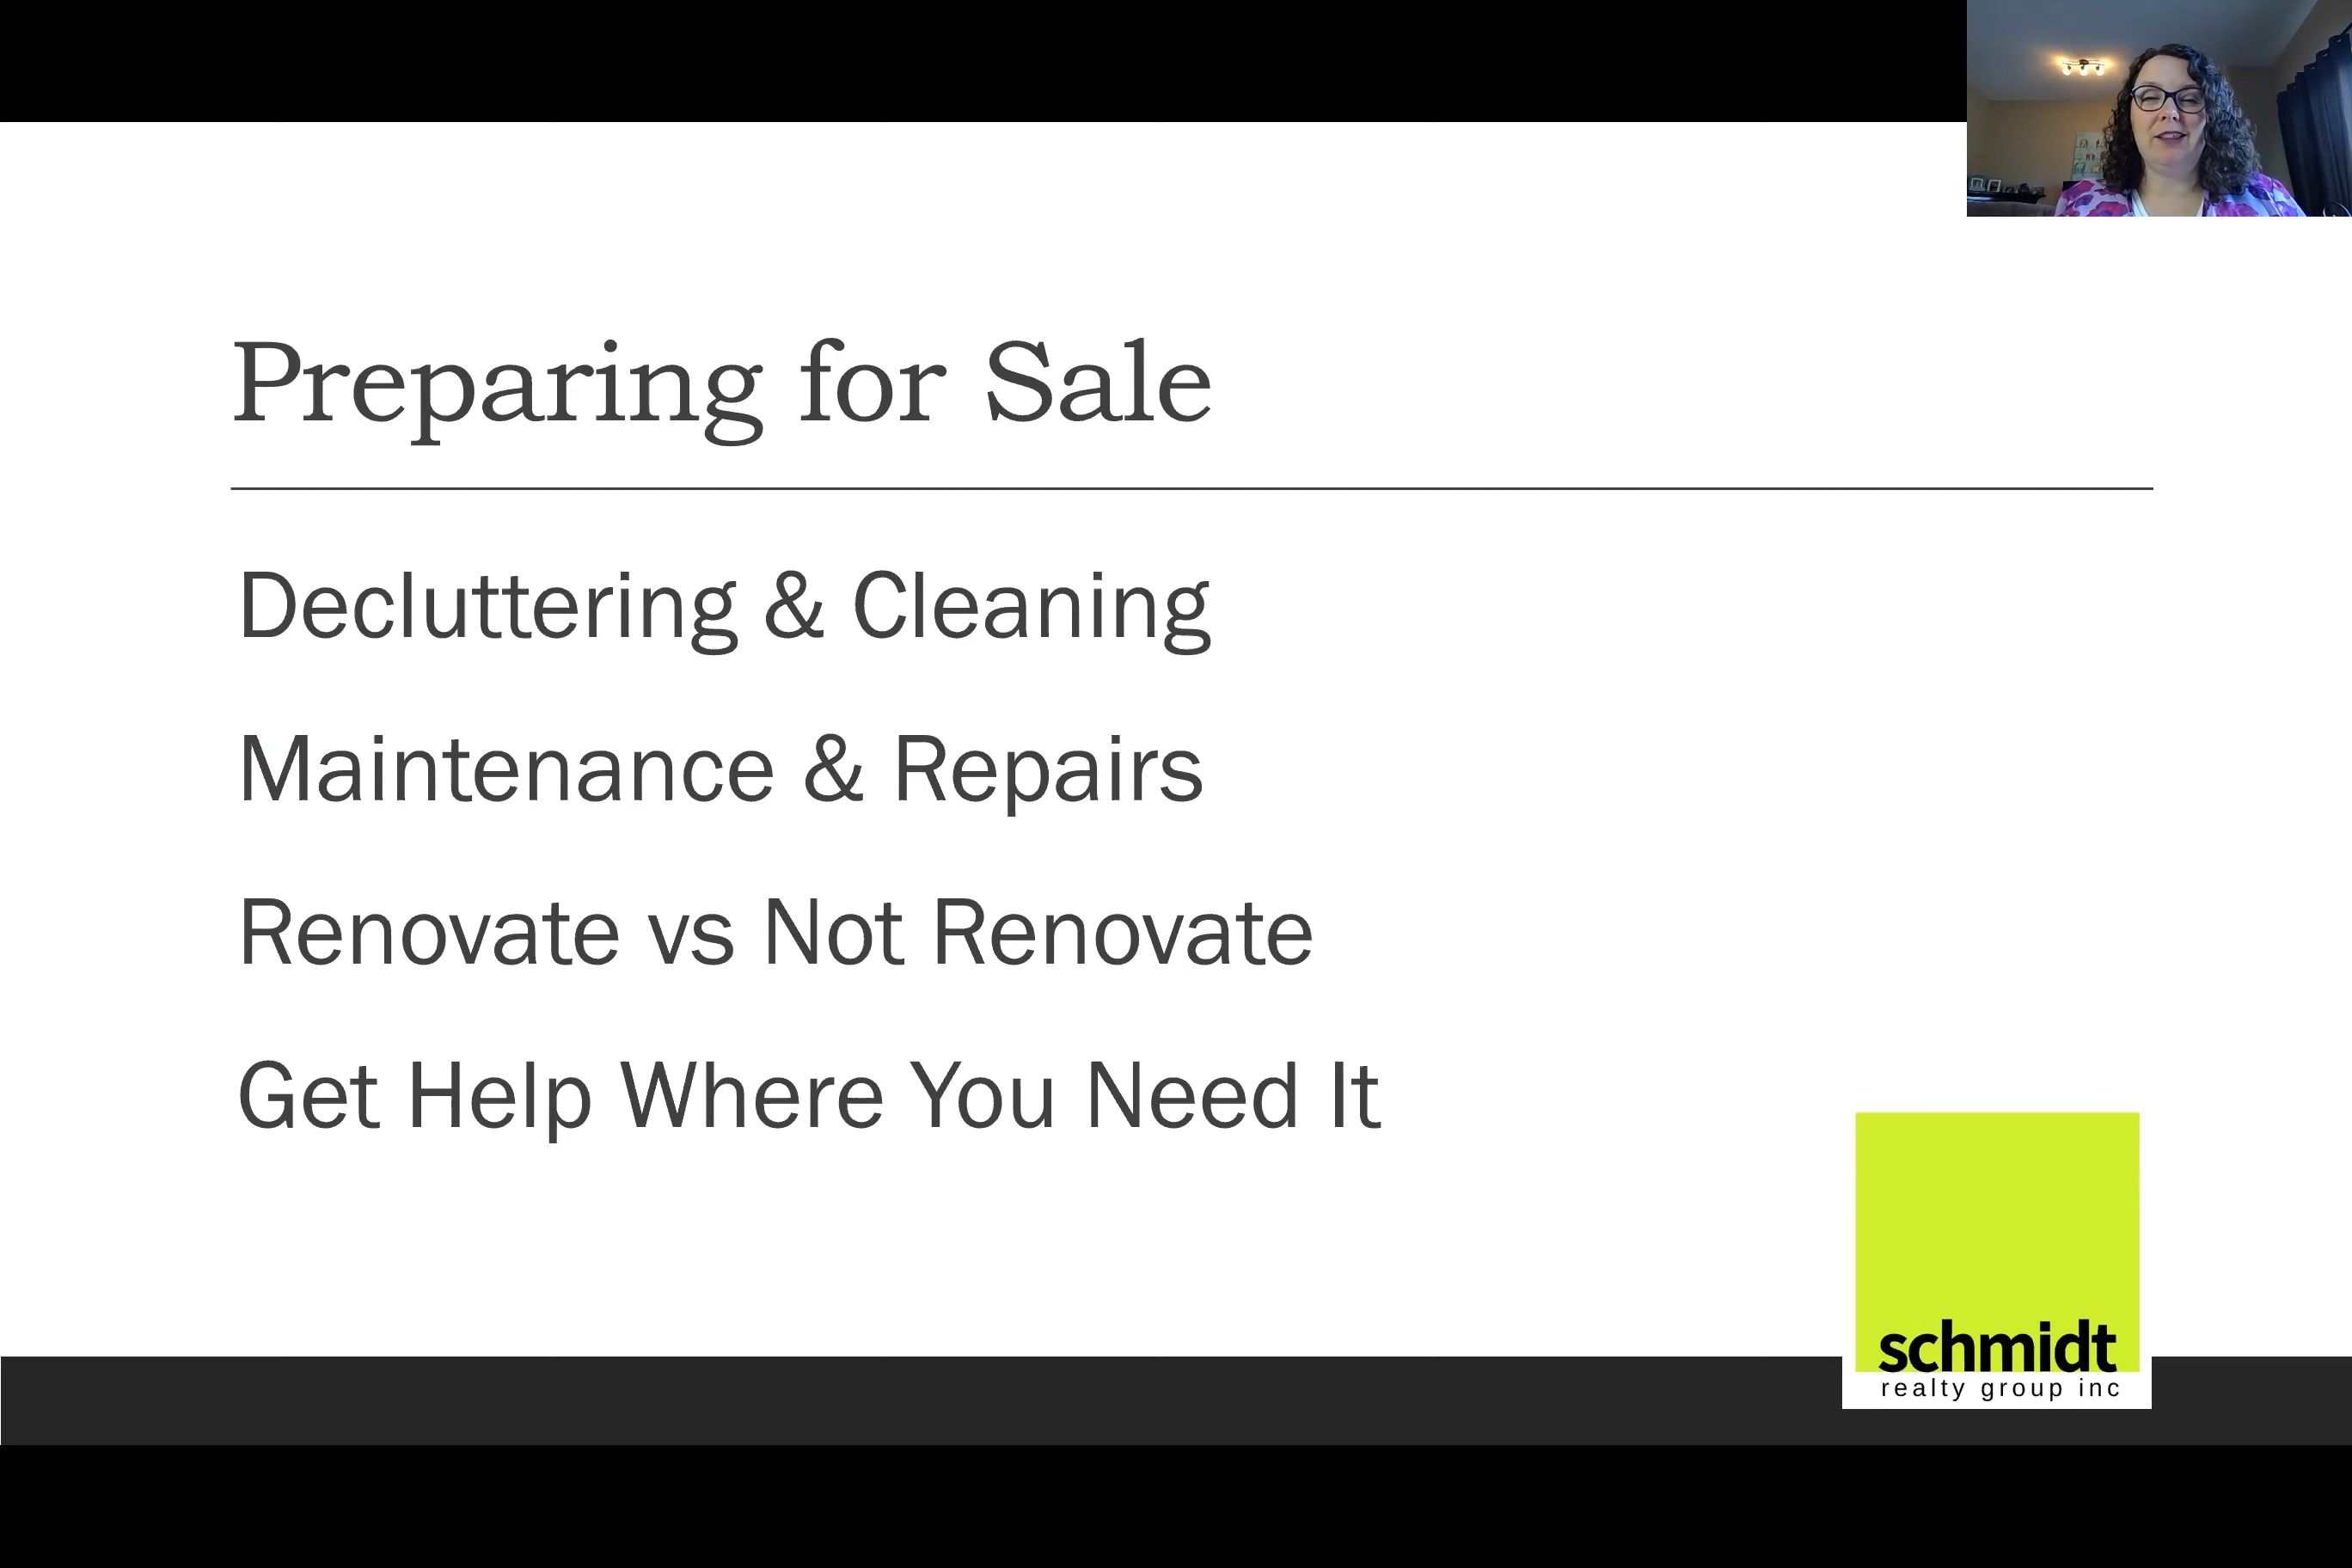 Preparing for Sale
Decluttering & Cleaning
Maintenance & Repairs
Renovate vs Not Renovate
Get Help Where You Need It
schmidt
realty group inc